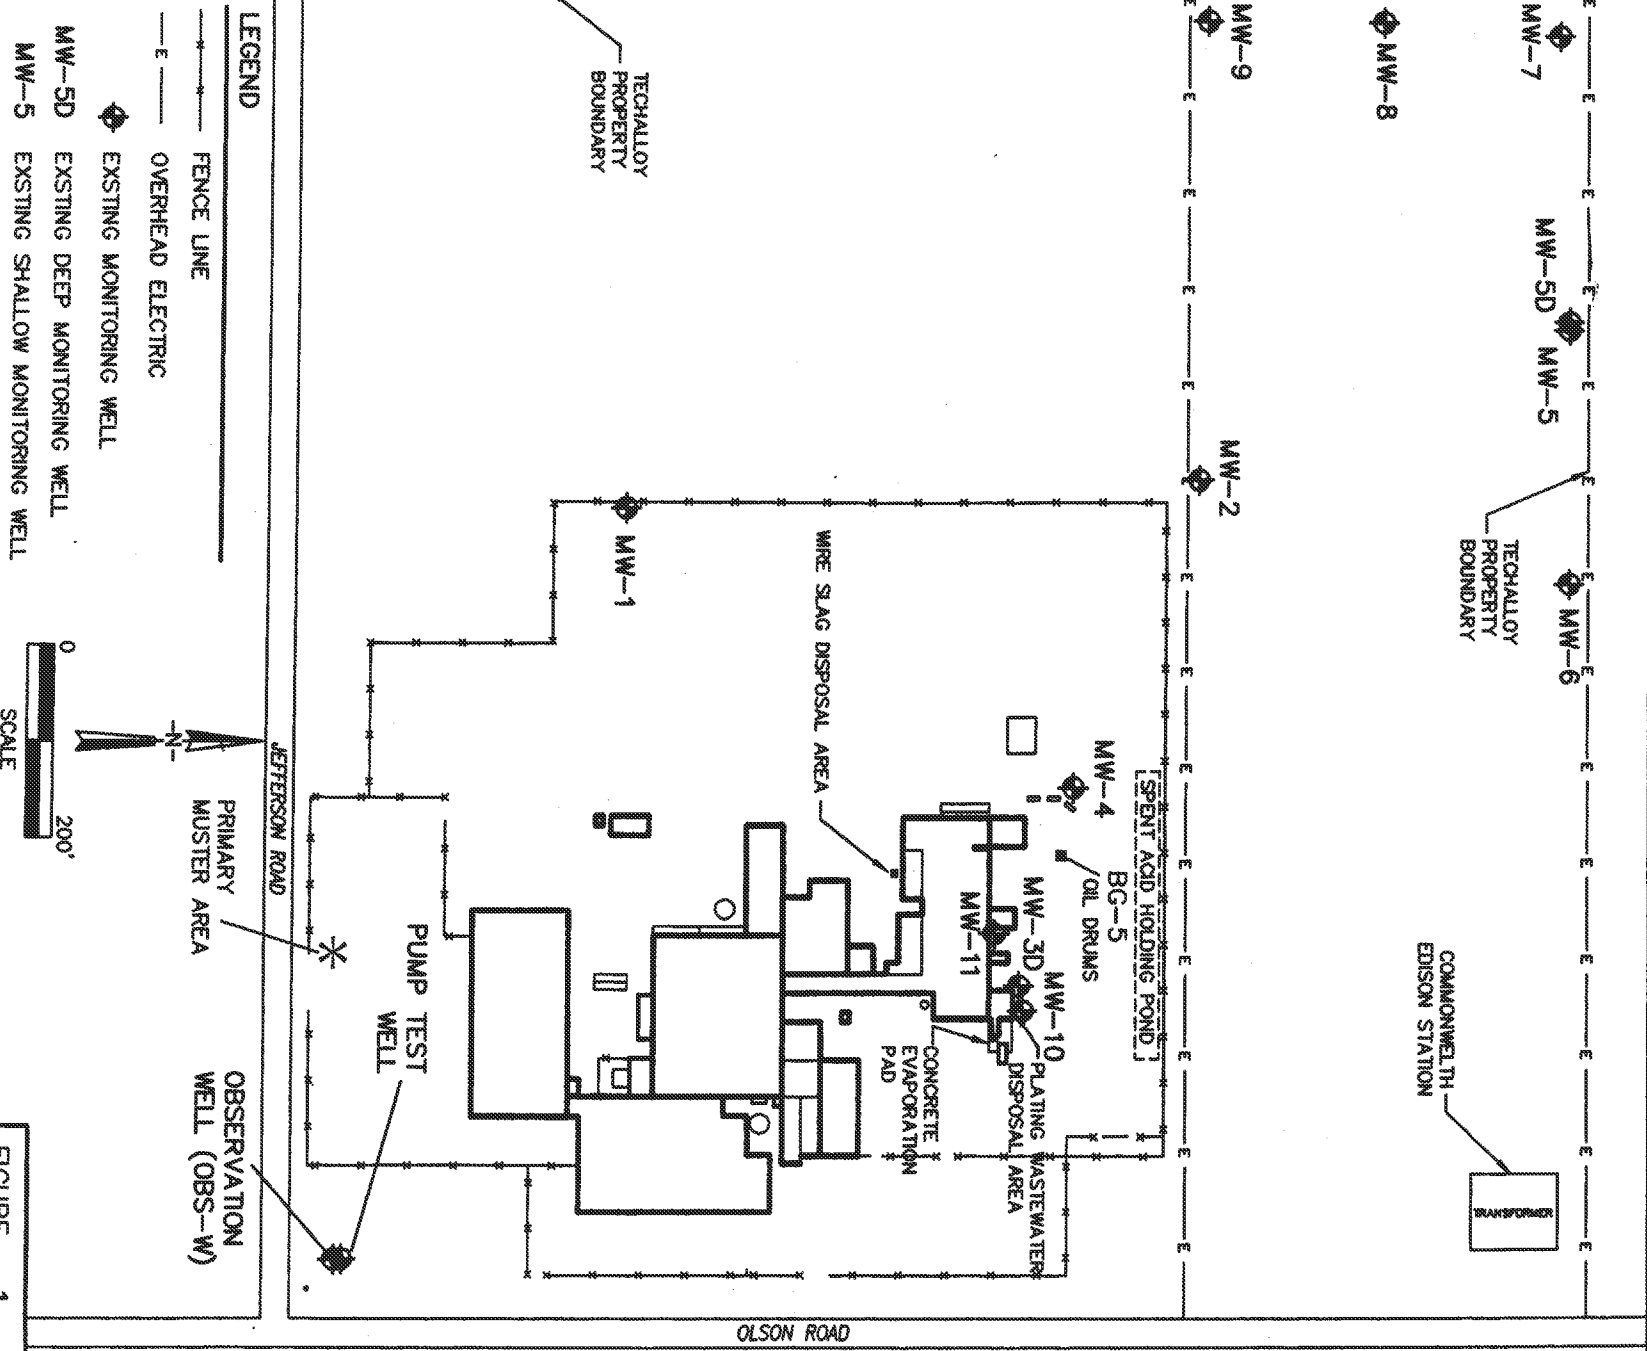 MW-7
MW-8
MW-9
MW-5D
MW-5
MW-2
TECHALLOY
PROPERTY
BOUNDARY
MW-6
TECHALLOY
PROPERTY
BOUNDARY
MW-1
WIRE SLAG DISPOSAL AREA
MW-4
[SPENT ACID HOLDING POND]
BG-5
OIL DRUMS
MW-3D
MW-11
MW-10
PLATING WASTEWATER
DISPOSAL AREA
CONCRETE
EVAPORATION
PAD
COMMONWELTH
EDISON STATION
TRANSFORMER
PUMP TEST
WELL
OBSERVATION
WELL (OBS-W)
PRIMARY
MUSTER AREA
JEFFERSON ROAD
OLSON ROAD
LEGEND
FENCE LINE
E OVERHEAD ELECTRIC
EXSTING MONITORING WELL
MW-5D EXSTING DEEP MONITORING WELL
MW-5 EXSTING SHALLOW MONITORING WELL
-N-
0 200'
SCALE
FIGURE 1